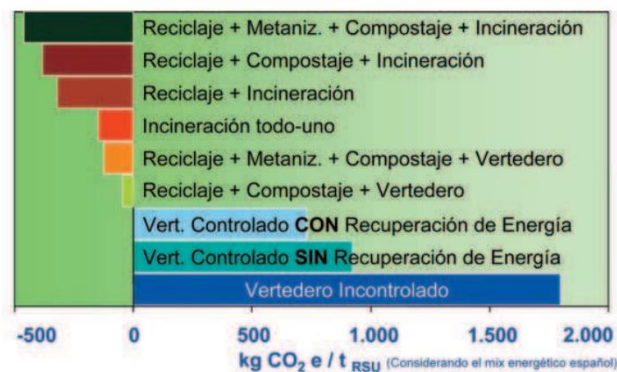 Reciclaje + Metaniz. + Compostaje + Incineración
Reciclaje + Compostaje + Incineración
Reciclaje + Incineración
Incineración todo-uno
Reciclaje + Metaniz. + Compostaje + Vertedero
Reciclaje + Compostaje + Vertedero
Vert. Controlado CON Recuperación de Energía
Vert. Controlado SIN Recuperación de Energía
Vertedero Incontrolado
-500 0 500 1.000 1.500 2.000
kg CO2 e / t RSU (Considerando el mix energético español)